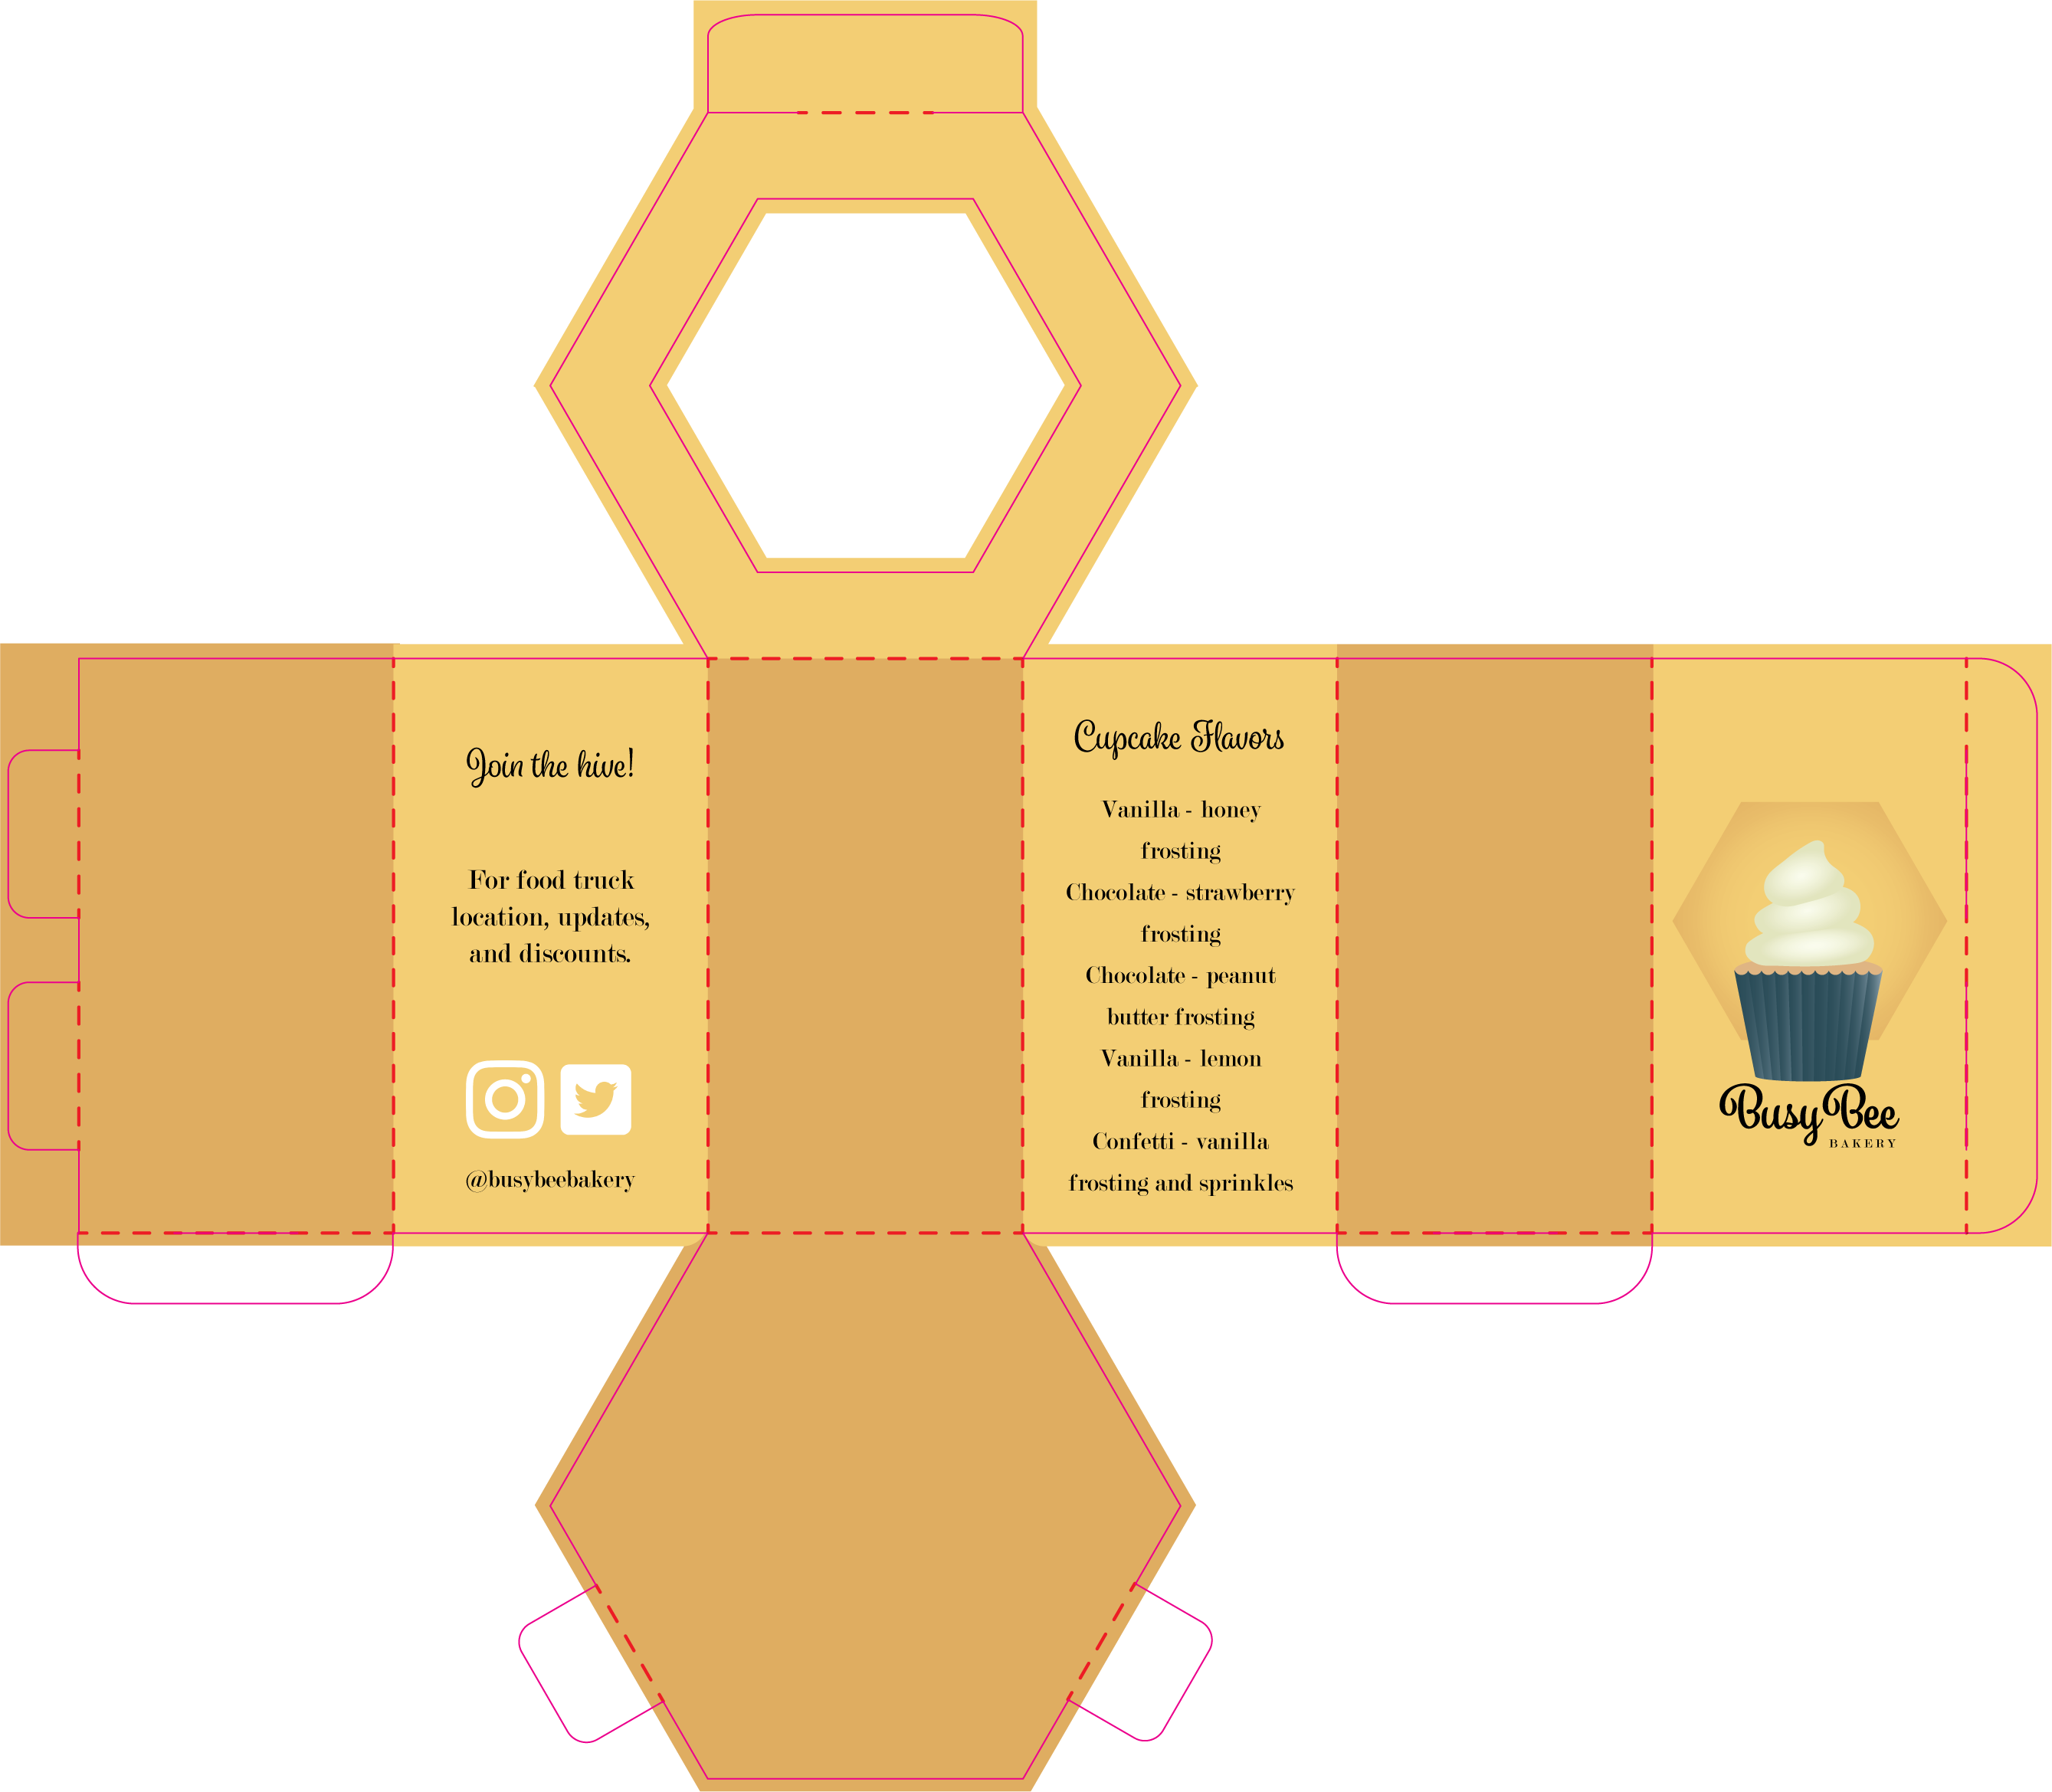 Join the hive!
For food truck
location, updates,
and discounts.
@busybeebakery
Cupcake Flavors
Vanilla - honey
frosting
Chocolate - strawberry
frosting
Chocolate - peanut
butter frosting
Vanilla - lemon
frosting
Confetti - vanilla
frosting and sprinkles
Busy Bee
BAKERY